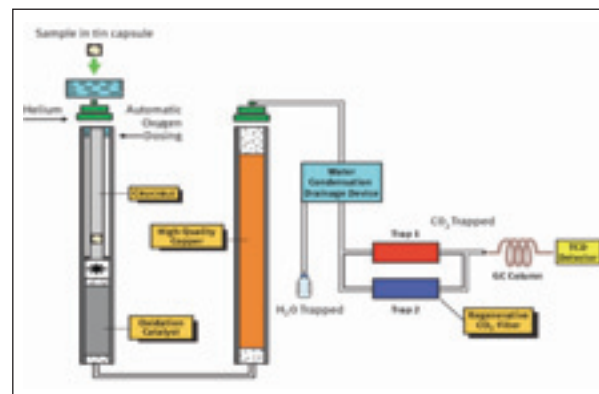 Sample in tin capsule
Helium
Automatic
Oxygen
Dosing
Crucible
Oxidation
Catalyst
High Quality
Copper
Water
Condensation
Drainage Device
H₂O Trapped
CO₂ Trapped
Trap 1
Trap 2
Regenerative
CO₂ Filter
GC Column
TCD
Detector